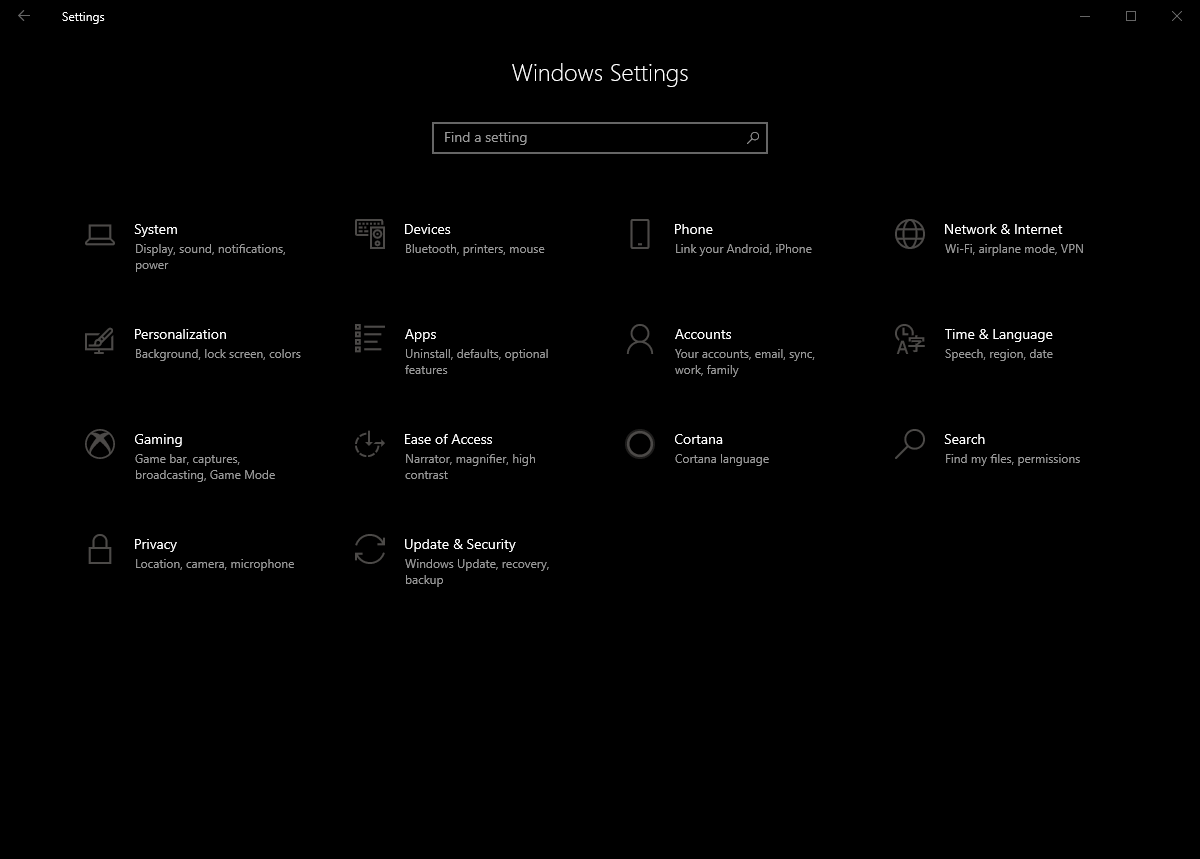 Settings
Windows Settings
Find a setting
System
Display, sound, notifications,
power
Devices
Bluetooth, printers, mouse
Phone
Link your Android, iPhone
Network & Internet
Wi-Fi, airplane mode, VPN
Personalization
Background, lock screen, colors
Apps
Uninstall, defaults, optional
features
Accounts
Your accounts, email, sync,
work, family
Time & Language
Speech, region, date
Gaming
Game bar, captures,
broadcasting, Game Mode
Ease of Access
Narrator, magnifier, high
contrast
Cortana
Cortana language
Search
Find my files, permissions
Privacy
Location, camera, microphone
Update & Security
Windows Update, recovery,
backup